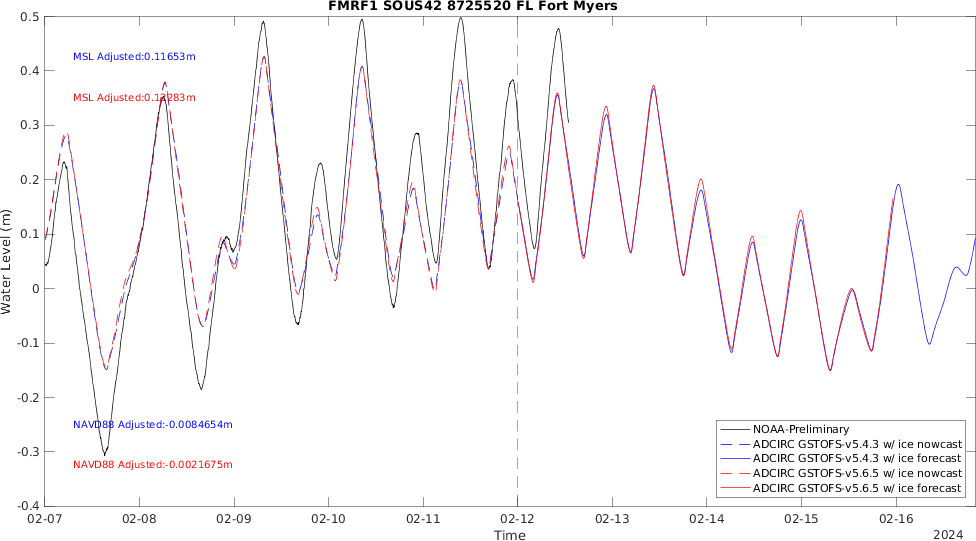 FMRF1 SOUS42 8725520 FL Fort Myers
0.5
0.4
0.3
0.2
0.1
0
-0.1
-0.2
-0.3
-0.4
Water Level (m)
MSL Adjusted:0.11653m
MSL Adjusted:0.12283m
NAVD88 Adjusted:-0.0084654m
NAVD88 Adjusted:-0.0021675m
NOAA-Preliminary
ADCIRC GSTOFS-v5.4.3 w/ ice nowcast
ADCIRC GSTOFS-v5.4.3 w/ ice forecast
ADCIRC GSTOFS-v5.6.5 w/ ice nowcast
ADCIRC GSTOFS-v5.6.5 w/ ice forecast
02-07 02-08 02-09 02-10 02-11 02-12 02-13 02-14 02-15 02-16
Time
2024